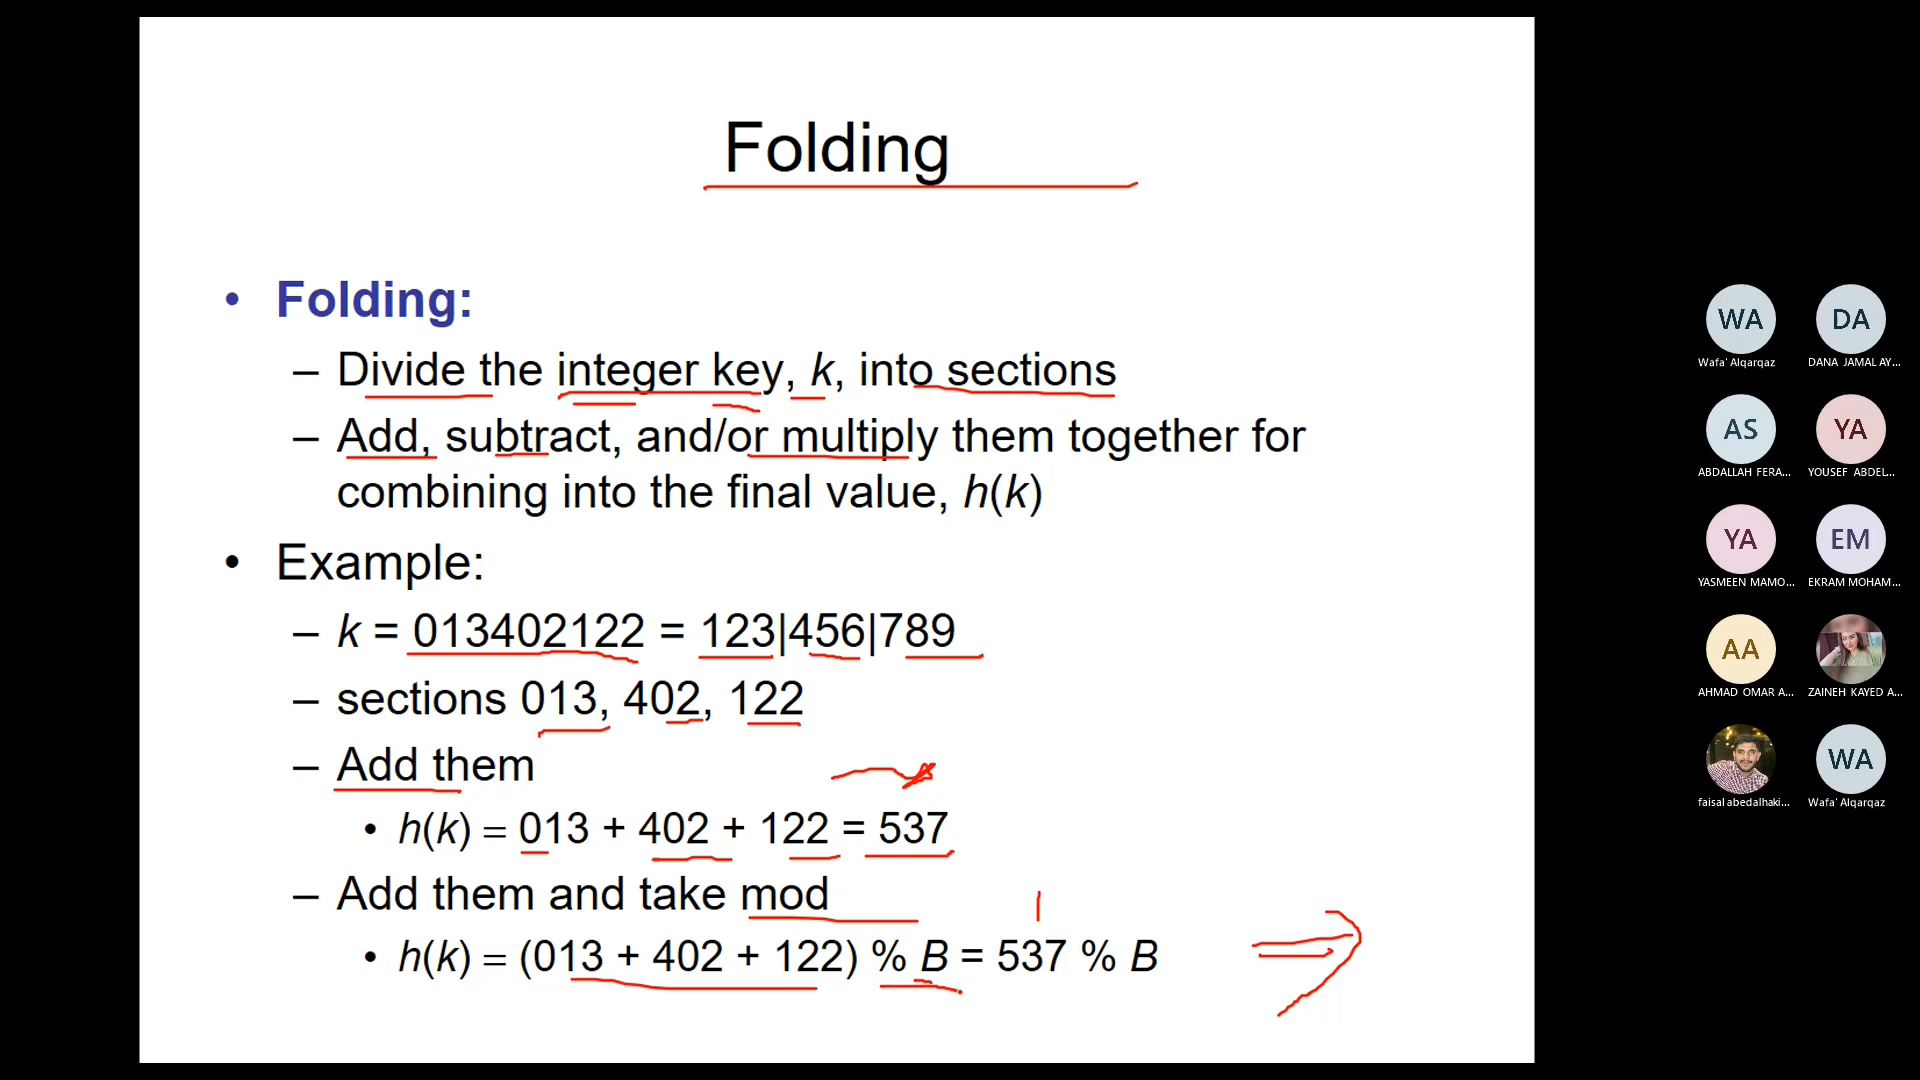 Folding
• Folding:
– Divide the integer key, k, into sections
– Add, subtract, and/or multiply them together for
combining into the final value, h(k)
• Example:
– k = 013402122 = 123|456|789
– sections 013, 402, 122
– Add them
• h(k) = 013 + 402 + 122 = 537
– Add them and take mod
• h(k) = (013 + 402 + 122) % B = 537 % B
WA DA
Wafa' Alqarqaz DANA JAMAL AY...
AS YA
ABDALLAH FERA... YOUSEF ABDEL...
YA EM
YASMEEN MAMO... EKRAM MOHAM...
AA
AHMAD OMAR A... ZAINEH KAYED A...
WA
faisal abedalhaki... Wafa' Alqarqaz